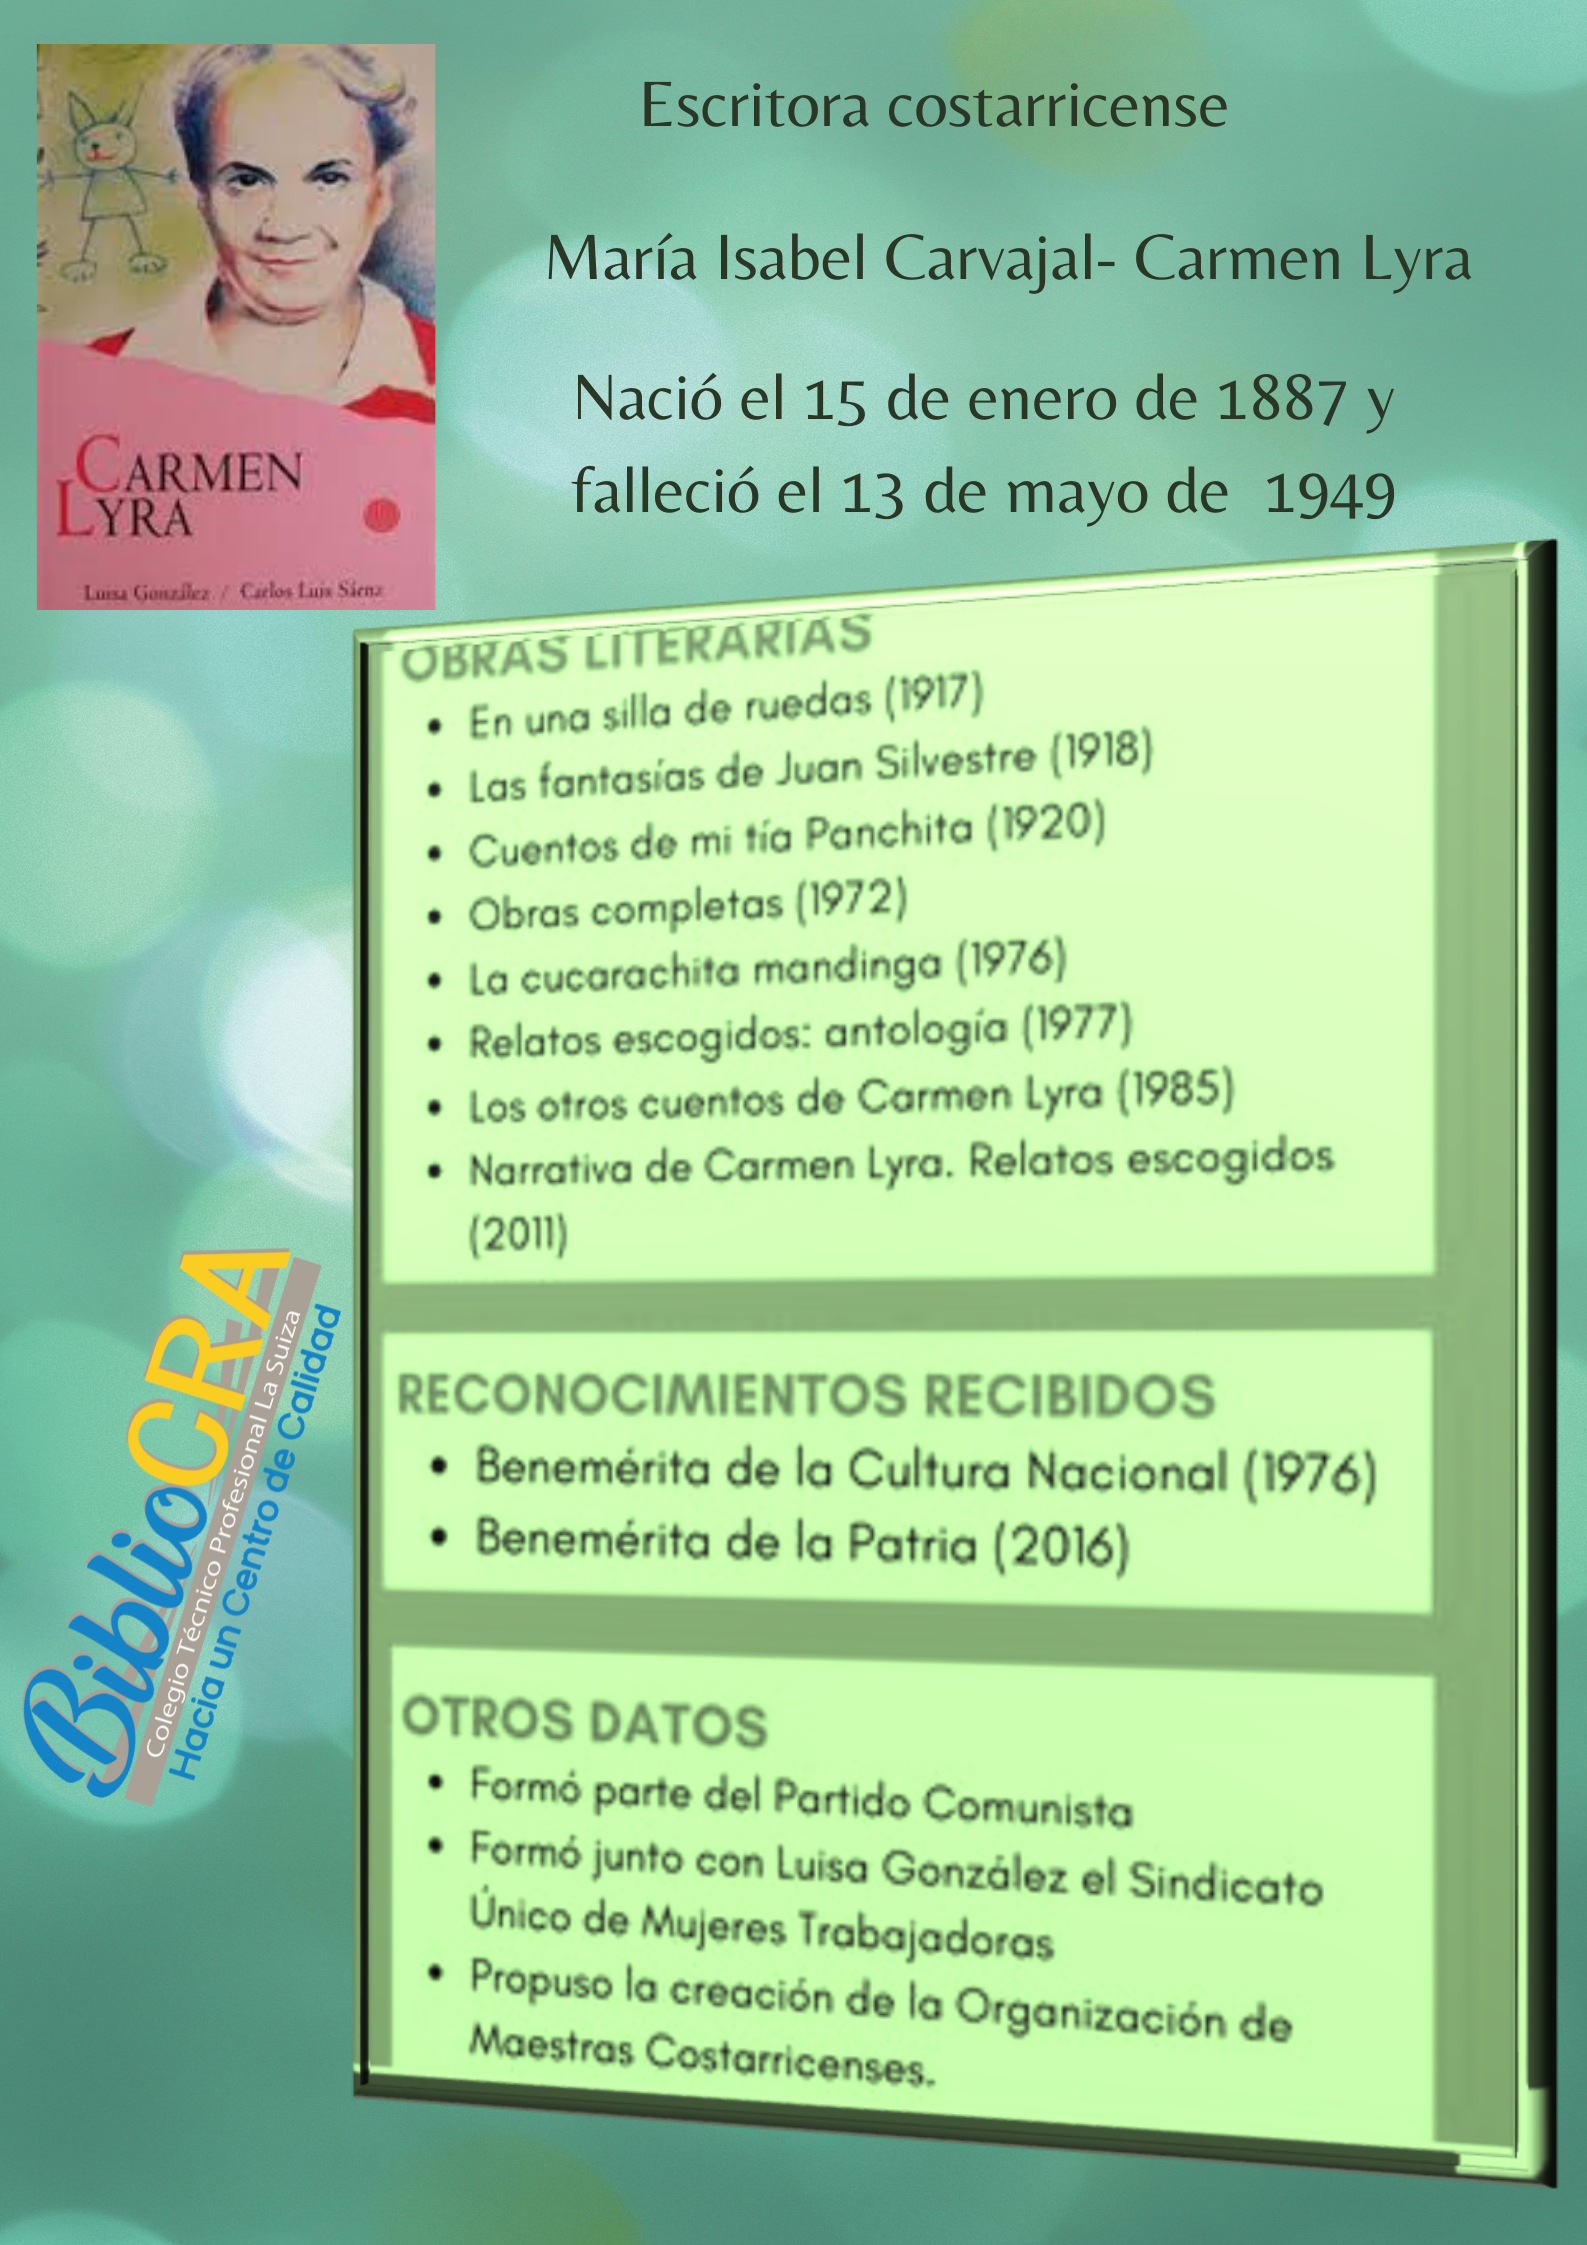 Escritora costarricense
María Isabel Carvajal- Carmen Lyra
Nació el 15 de enero de 1887 y
falleció el 13 de mayo de 1949
CARMEN
LYRA
Luisa González / Carlos Luis Sáenz
OBRAS LITERARIAS
• En una silla de ruedas (1917)
• Las fantasías de Juan Silvestre (1918)
• Cuentos de mi tía Panchita (1920)
• Obras completas (1972)
• La cucarachita mandinga (1976)
• Relatos escogidos: antología (1977)
• Los otros cuentos de Carmen Lyra (1985)
• Narrativa de Carmen Lyra. Relatos escogidos
(2011)
RECONOCIMIENTOS RECIBIDOS
• Benemérita de la Cultura Nacional (1976)
• Benemérita de la Patria (2016)
OTROS DATOS
• Formó parte del Partido Comunista
• Formó junto con Luisa González el Sindicato
Único de Mujeres Trabajadoras
• Propuso la creación de la Organización de
Maestras Costarricenses.
BiblioCRA
Colegio Técnico Profesional La Suiza
Hacia un Centro de Calidad